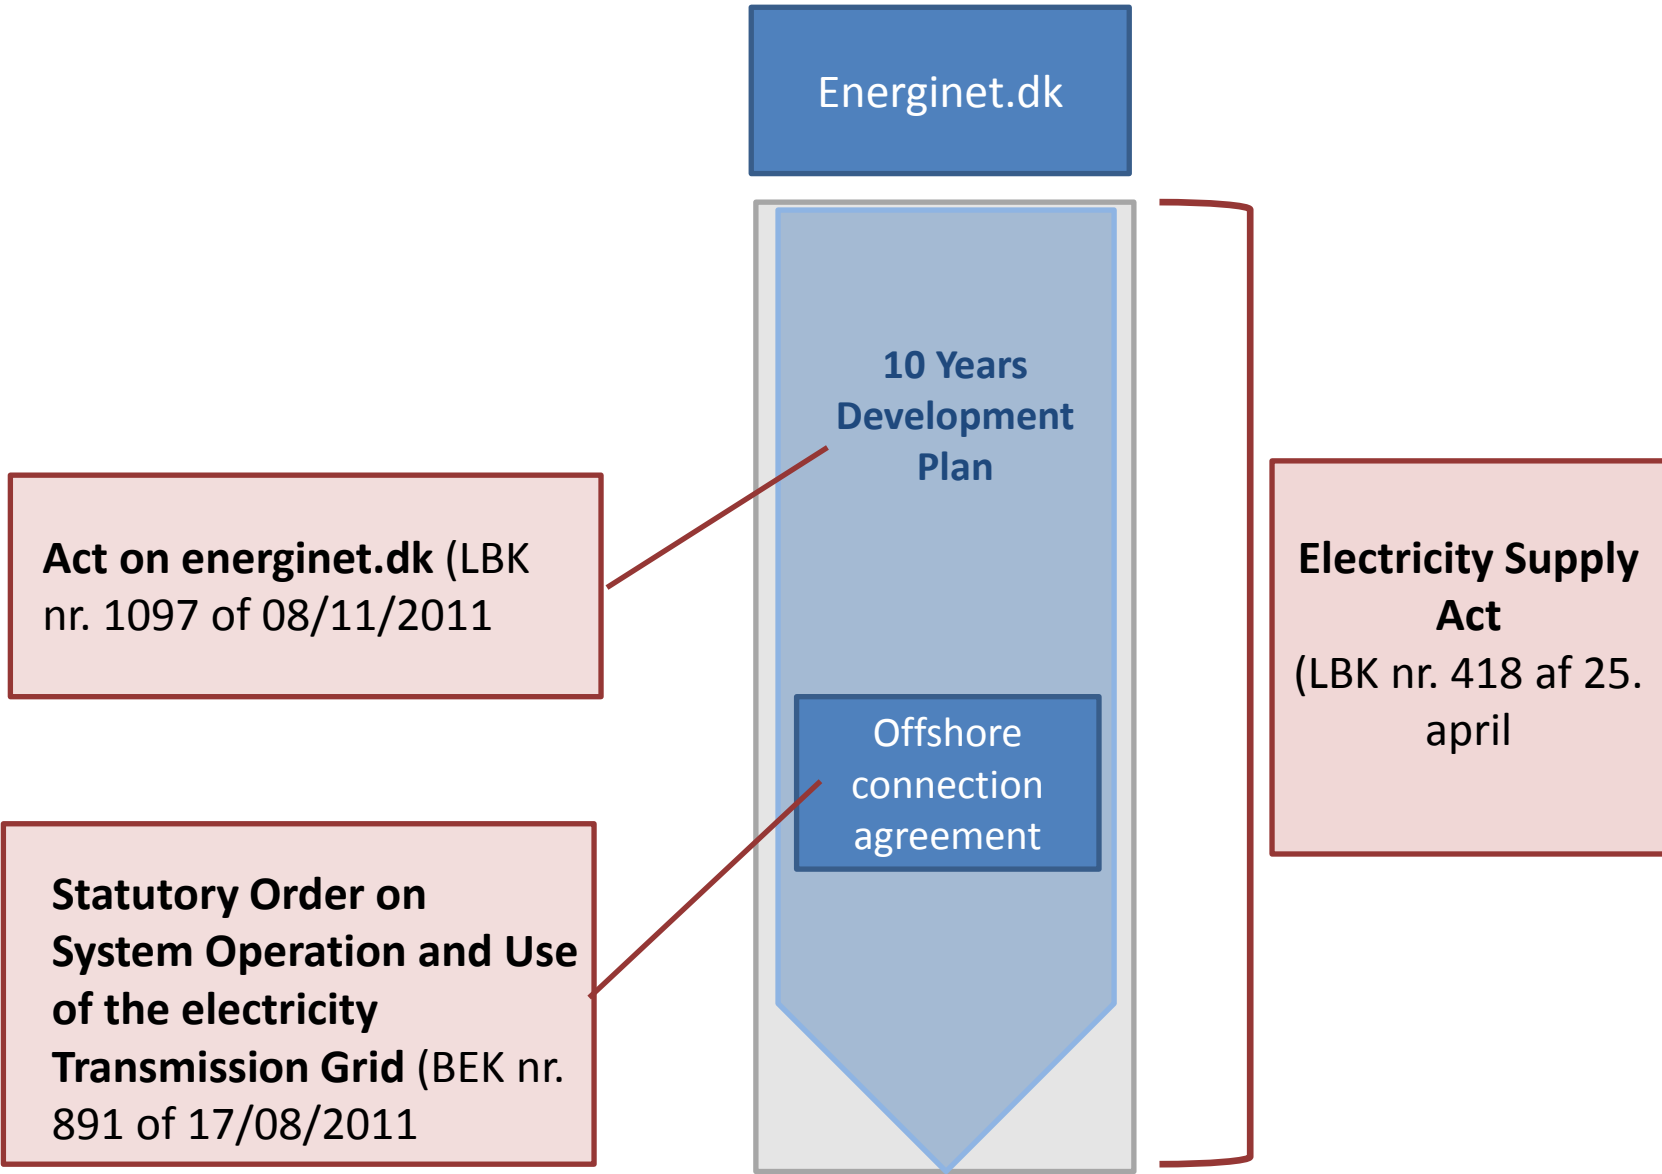 Energinet.dk
10 Years
Development
Plan
Act on energinet.dk (LBK
nr. 1097 of 08/11/2011
Offshore
connection
agreement
Statutory Order on
System Operation and Use
of the electricity
Transmission Grid (BEK nr.
891 of 17/08/2011
Electricity Supply
Act
(LBK nr. 418 af 25.
april